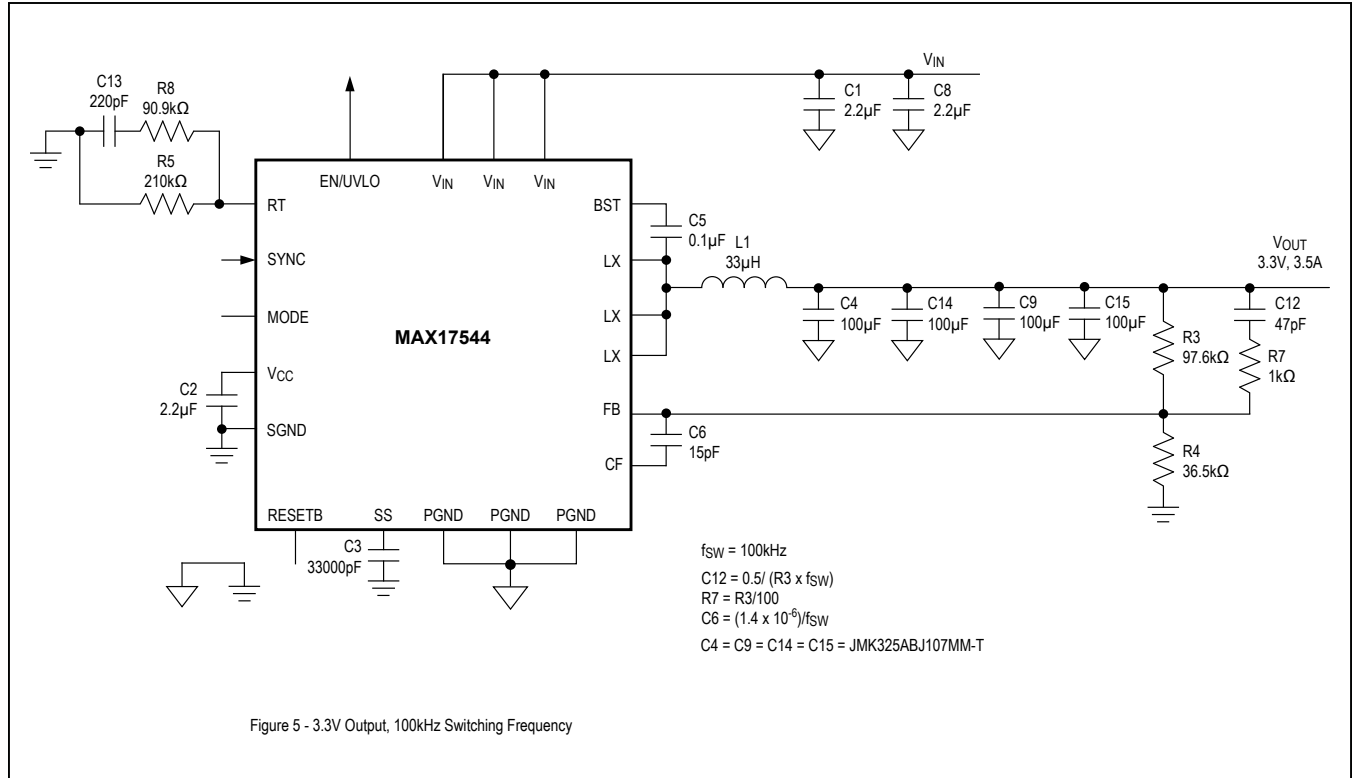 C13
220pF
R8
90.9kΩ
R5
210kΩ
VIN
C1
2.2µF
C8
2.2µF
EN/UVLO
VIN
VIN
VIN
RT
SYNC
MODE
VCC
SGND
C2
2.2µF
MAX17544
BST
LX
LX
LX
FB
CF
C5
0.1µF
L1
33µH
C4
100µF
C14
100µF
C9
100µF
C15
100µF
VOUT
3.3V, 3.5A
C12
47pF
R3
97.6kΩ
R7
1kΩ
C6
15pF
R4
36.5kΩ
RESETB
SS
PGND
PGND
PGND
C3
33000pF
fSW = 100kHz
C12 = 0.5/ (R3 x fSW)
R7 = R3/100
C6 = (1.4 x 10⁻⁶)/fSW
C4 = C9 = C14 = C15 = JMK325ABJ107MM-T
Figure 5 - 3.3V Output, 100kHz Switching Frequency